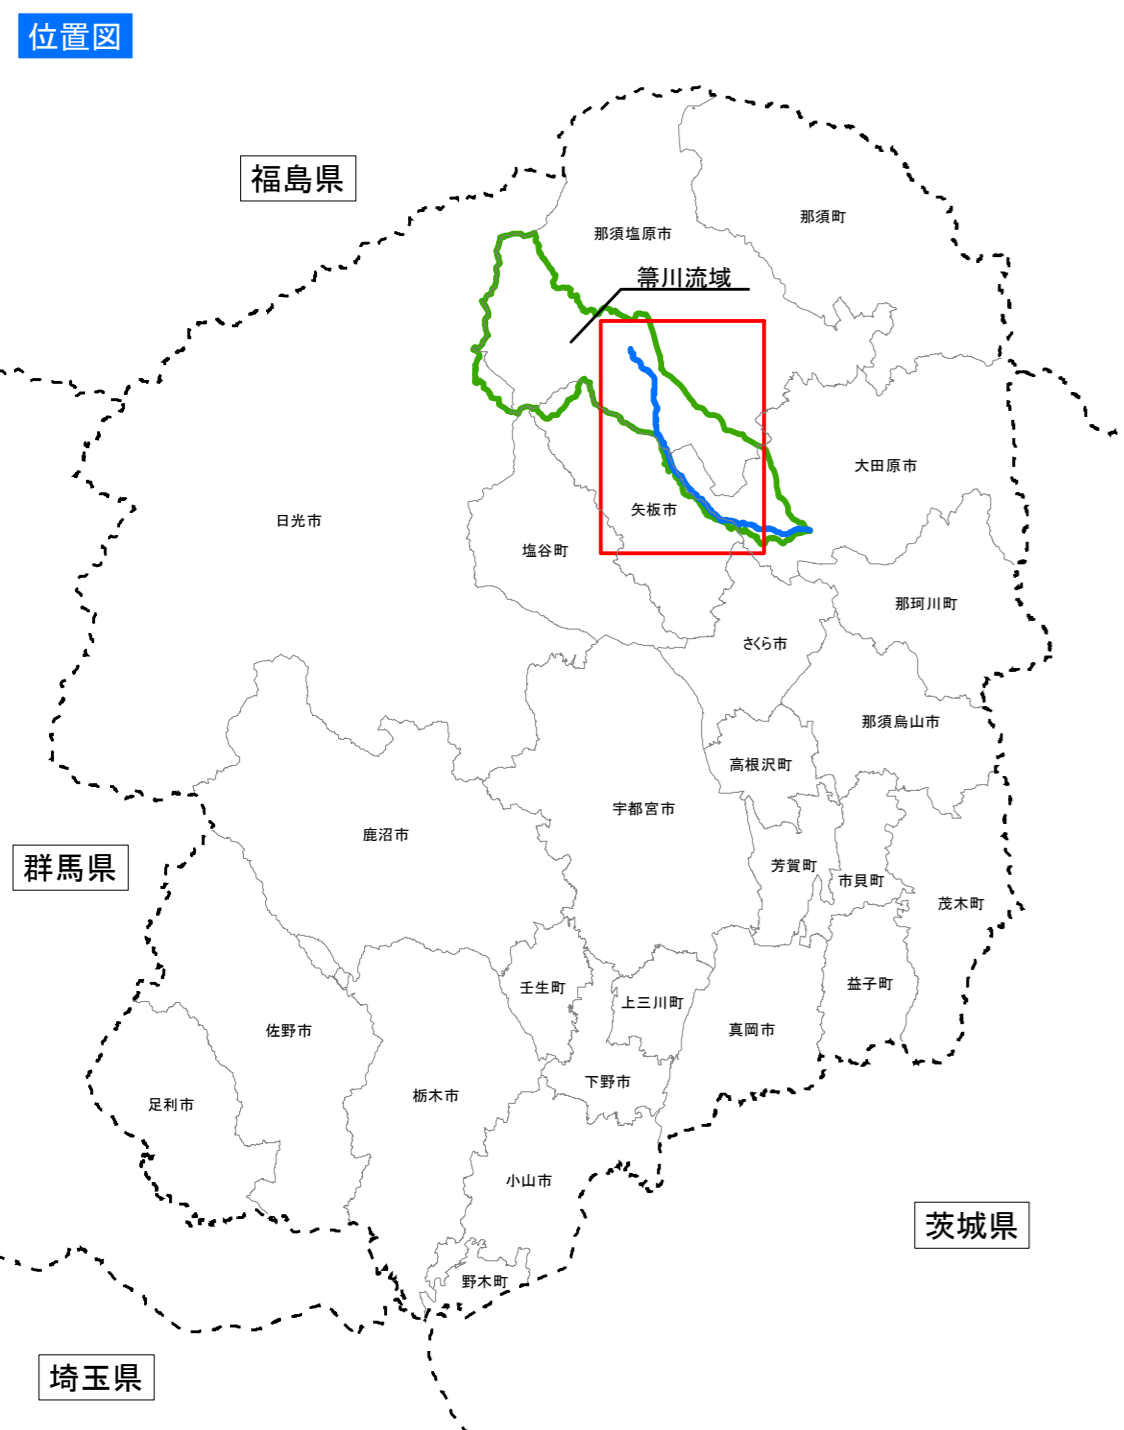 位置図
福島県
那須町
那須塩原市
箒川流域
大田原市
矢板市
日光市
塩谷町
那珂川町
さくら市
那須烏山市
高根沢町
宇都宮市
鹿沼市
群馬県
芳賀町
市貝町
茂木町
益子町
壬生町
上三川町
真岡市
佐野市
下野市
栃木市
足利市
小山市
茨城県
野木町
埼玉県